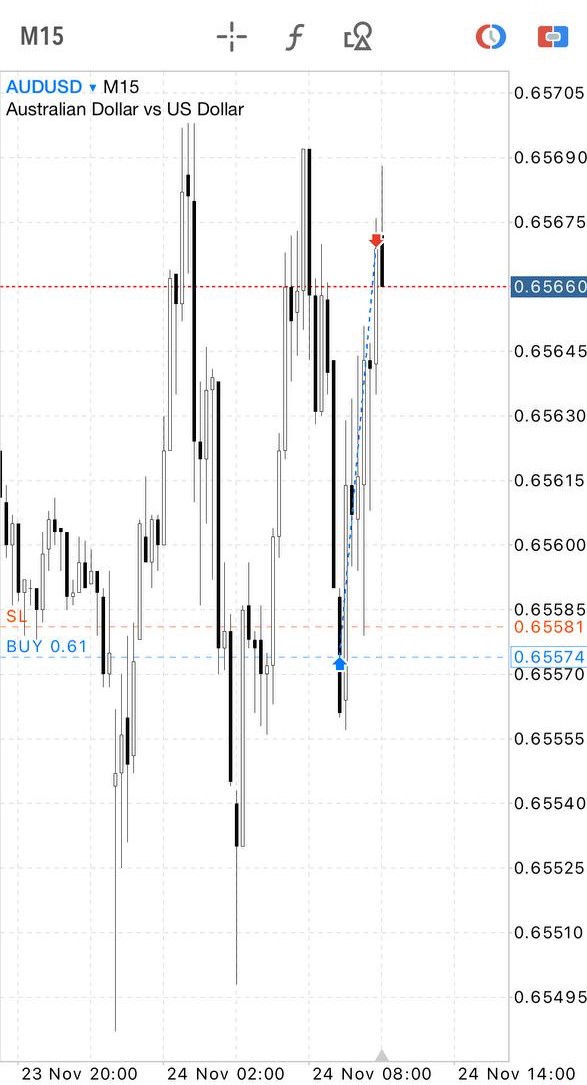 M15
AUDUSD ▾ M15
Australian Dollar vs US Dollar
0.65705
0.65690
0.65675
0.65660
0.65645
0.65630
0.65615
0.65600
0.65585
SL
0.65581
BUY 0.61
0.65574
0.65570
0.65555
0.65540
0.65525
0.65510
0.65495
23 Nov 20:00 24 Nov 02:00 24 Nov 08:00 24 Nov 14:00